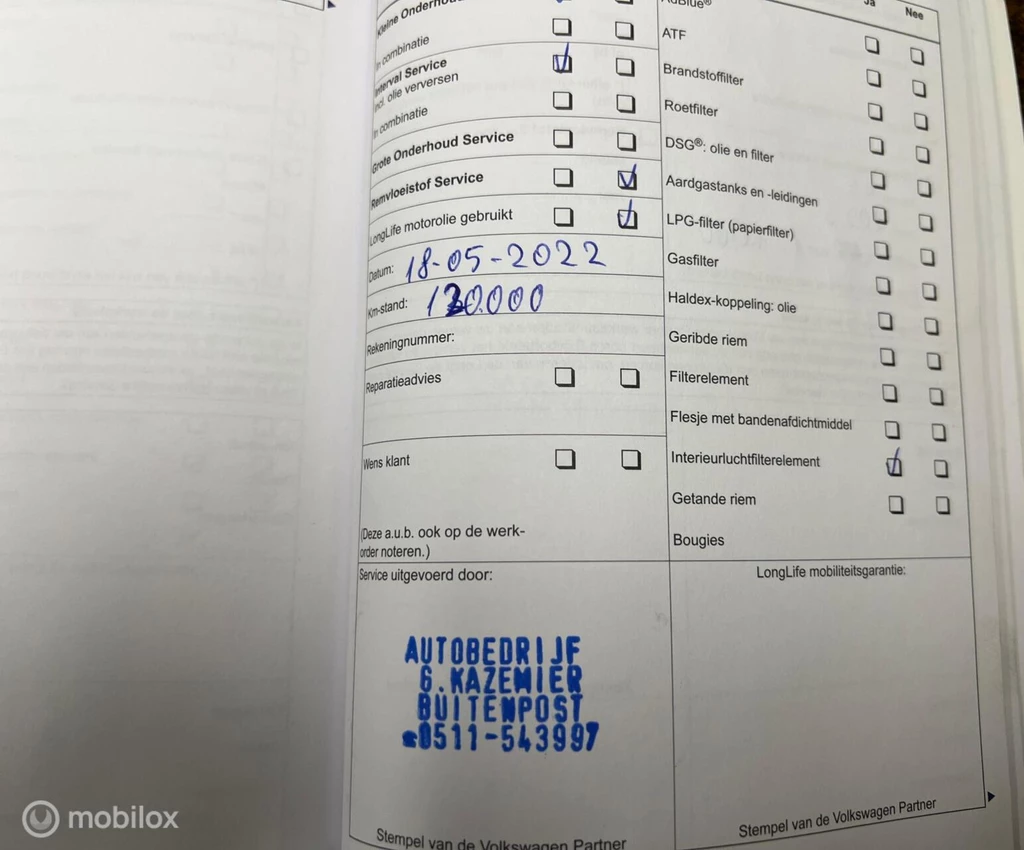 Kleine Onderhoud
In combinatie
Interval Service
incl. olie verversen
In combinatie
Grote Onderhoud Service
Remvloeistof Service
LongLife motorolie gebruikt
Datum: 18-05-2022
Km-stand: 130.000
Rekeningnummer:
Reparatieadvies
Wens klant
(Deze a.u.b. ook op de werk-
order noteren.)
Service uitgevoerd door:
AUTOBEDRIJF
G. KAZEMIER
BUITENPOST
☎0511-543997
Stempel van de Volkswagen Partner
Ja Nee
AdBlue®
ATF
Brandstoffilter
Roetfilter
DSG®: olie en filter
Aardgastanks en -leidingen
LPG-filter (papierfilter)
Gasfilter
Haldex-koppeling: olie
Geribde riem
Filterelement
Flesje met bandenafdichtmiddel
Interieurluchtfilterelement
Getande riem
Bougies
LongLife mobiliteitsgarantie:
Stempel van de Volkswagen Partner
mobilox